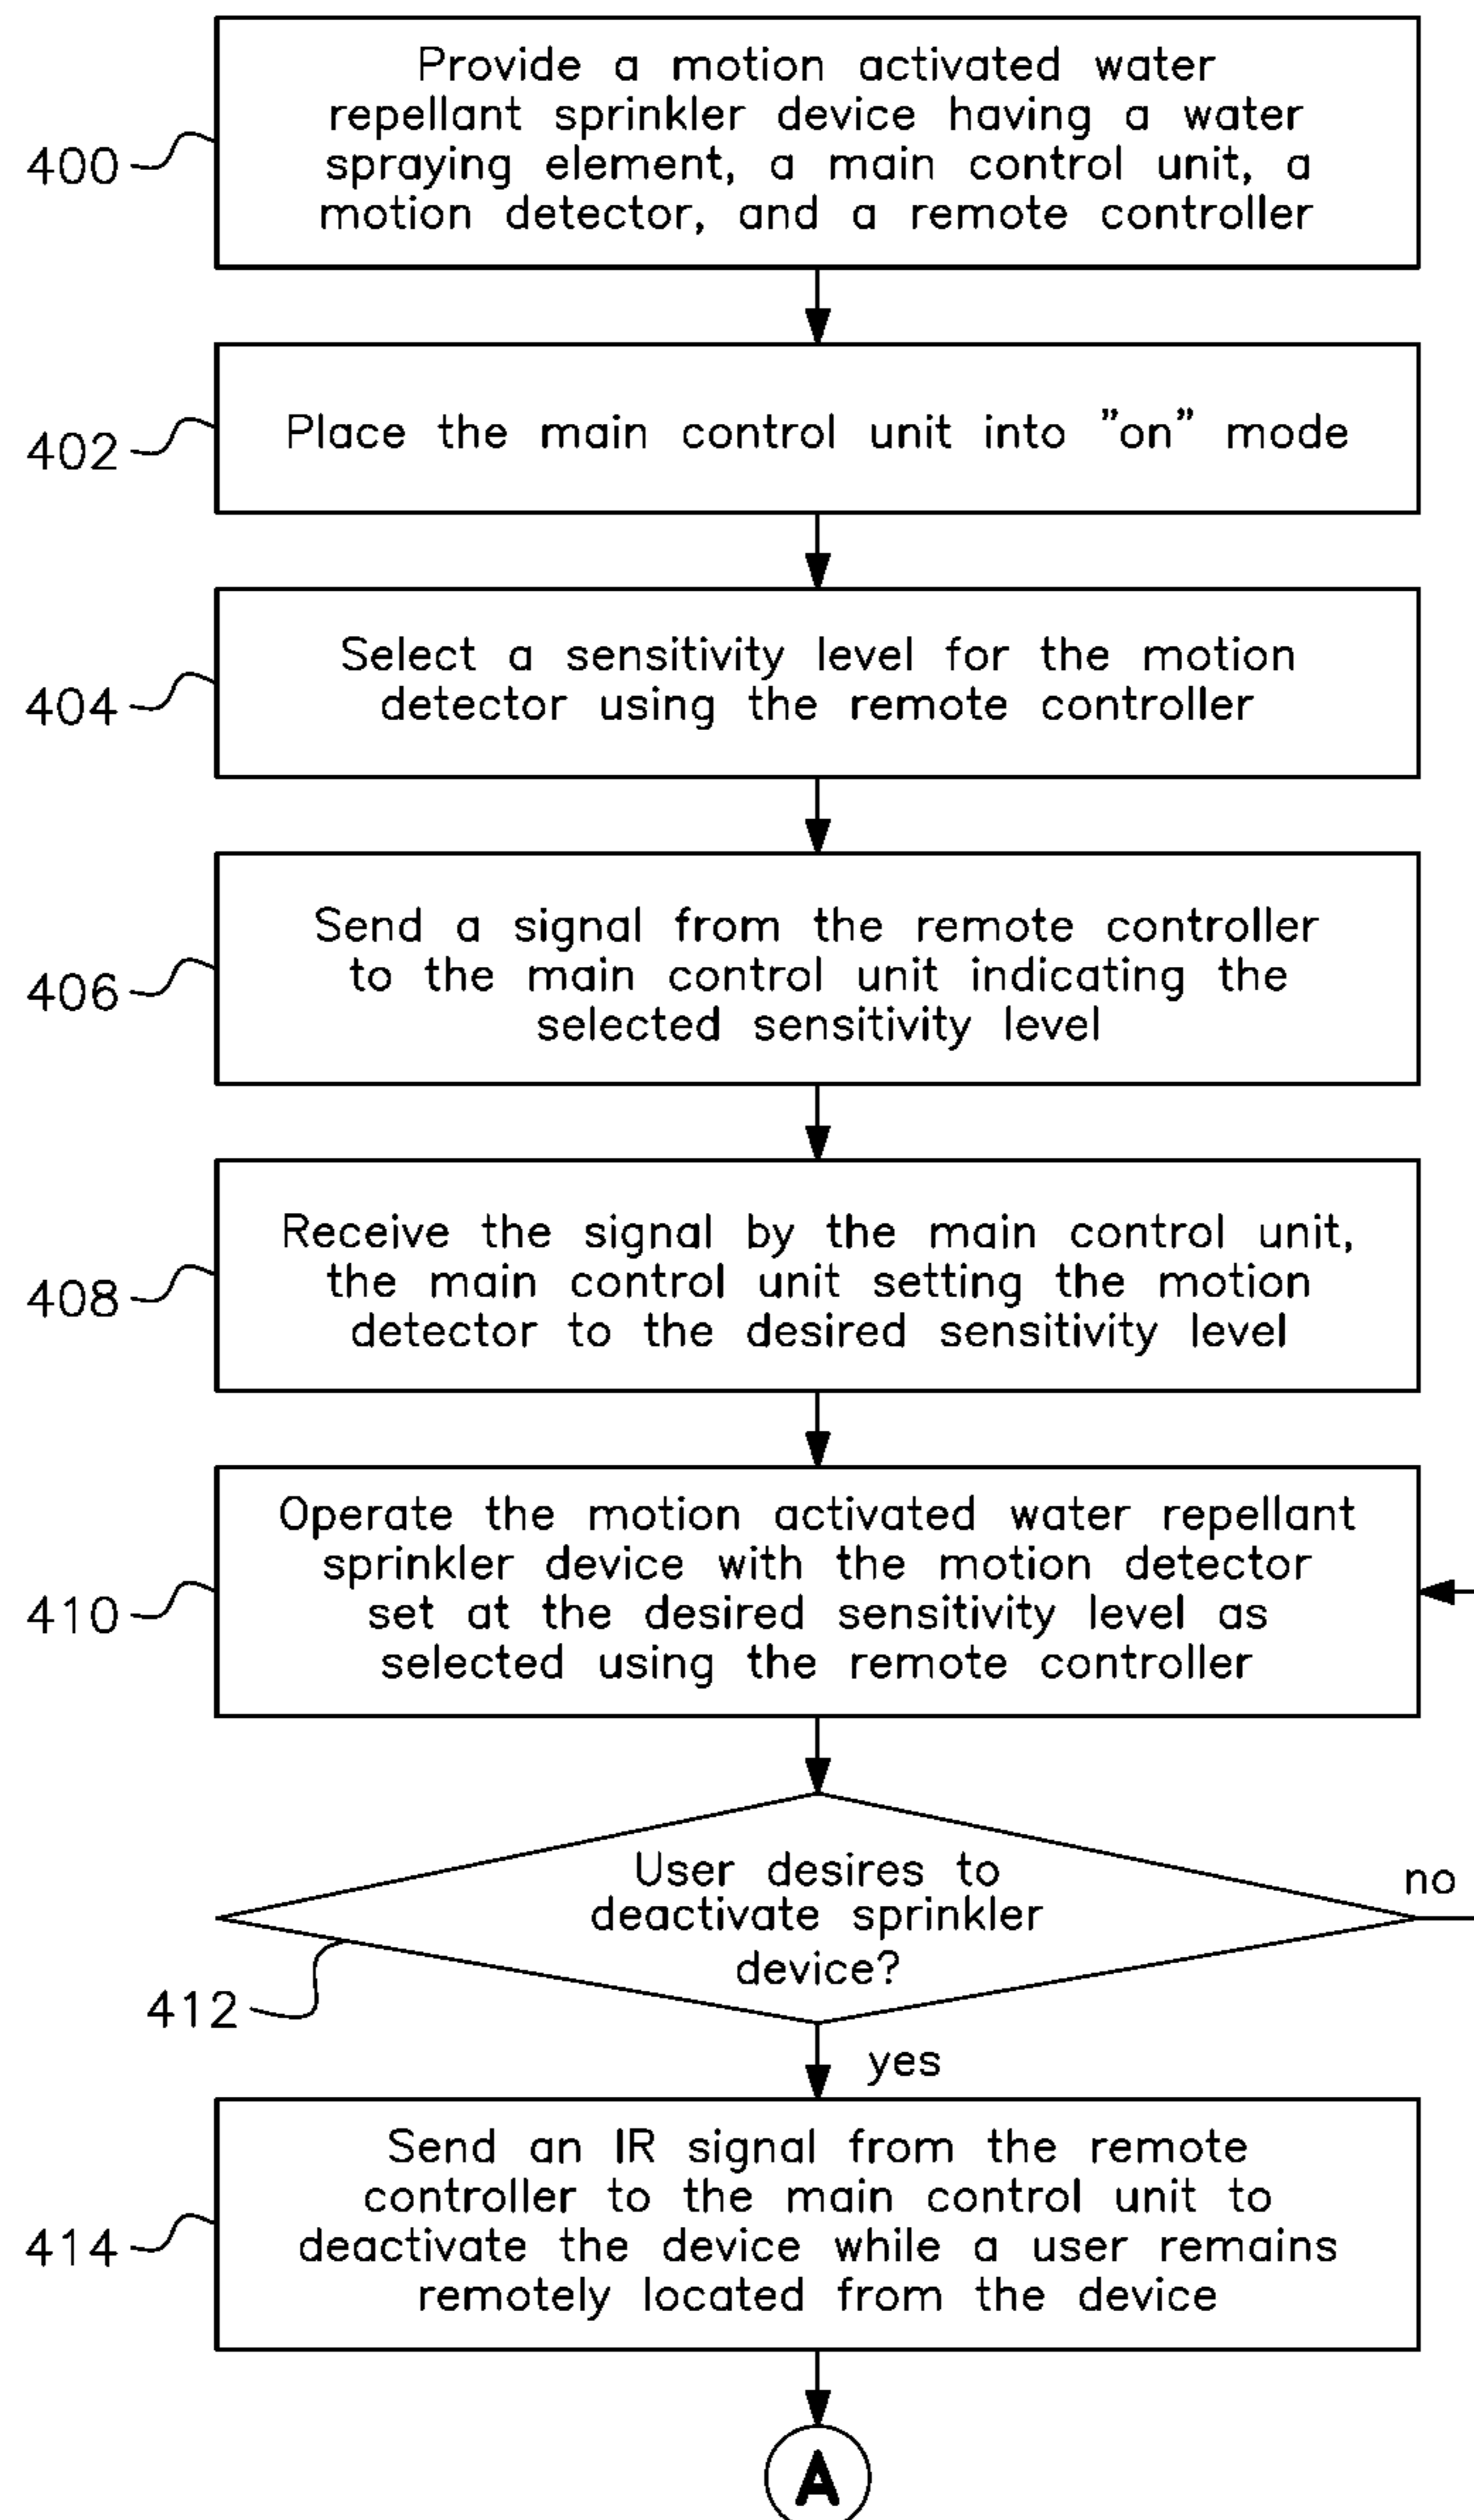 Provide a motion activated water
repellant sprinkler device having a water
spraying element, a main control unit, a
motion detector, and a remote controller
400
Place the main control unit into "on" mode
402
Select a sensitivity level for the motion
detector using the remote controller
404
Send a signal from the remote controller
to the main control unit indicating the
selected sensitivity level
406
Receive the signal by the main control unit,
the main control unit setting the motion
detector to the desired sensitivity level
408
Operate the motion activated water repellant
sprinkler device with the motion detector
set at the desired sensitivity level as
selected using the remote controller
410
User desires to
deactivate sprinkler
device?
no
412
yes
Send an IR signal from the remote
controller to the main control unit to
deactivate the device while a user remains
remotely located from the device
414
A